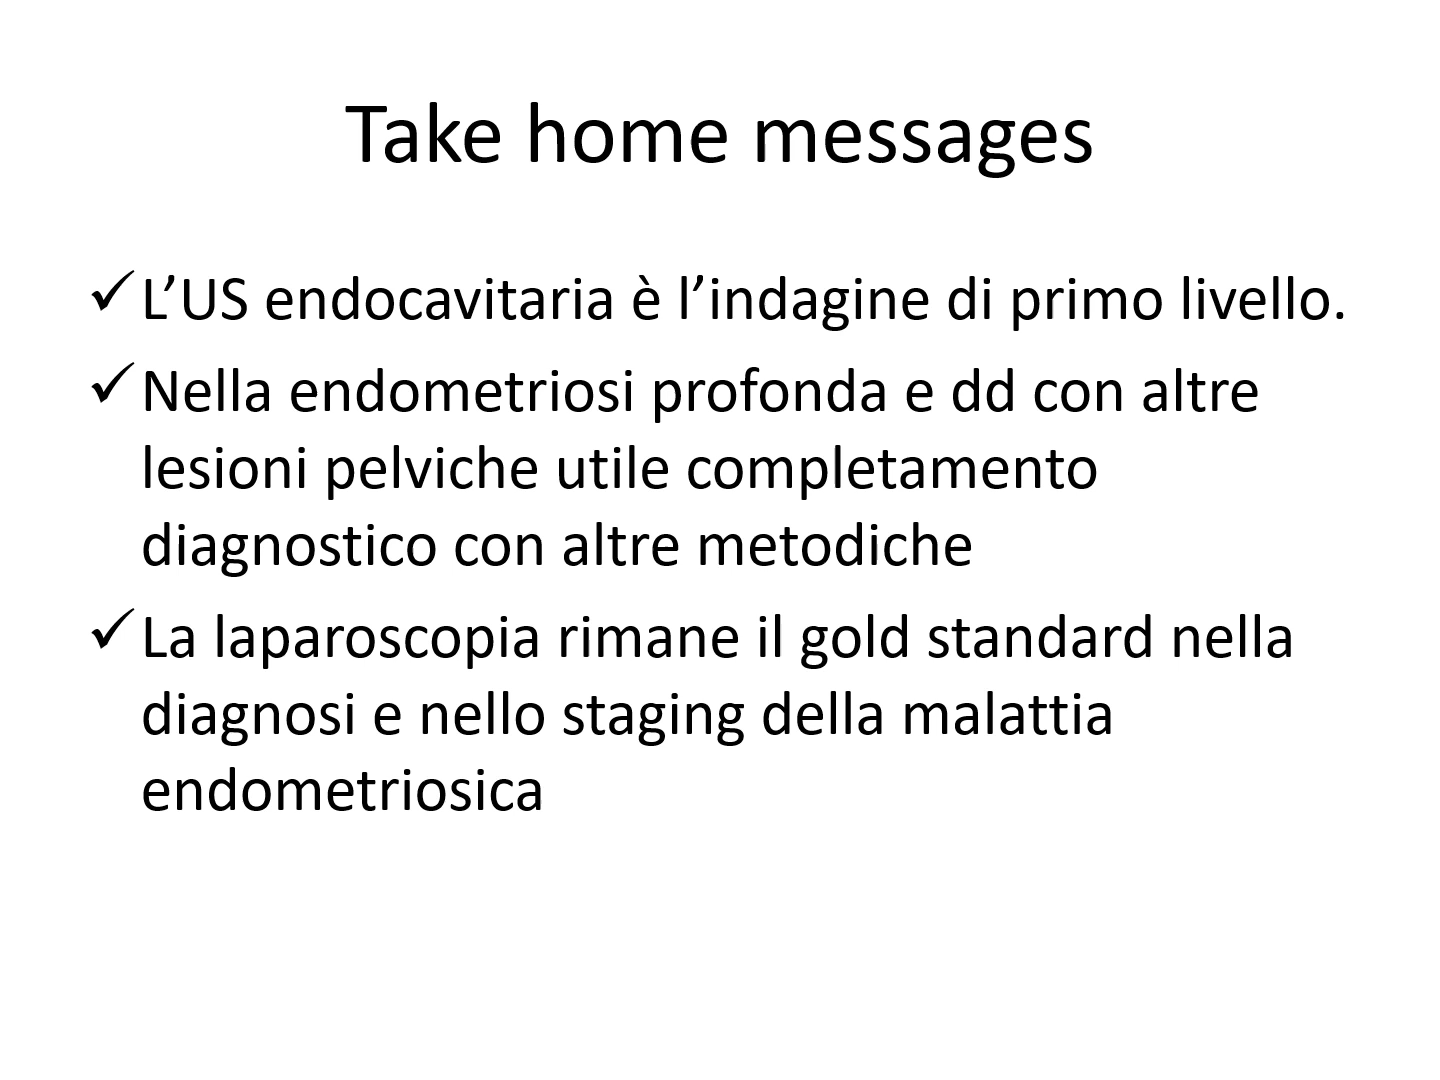 Take home messages
✓L’US endocavitaria è l’indagine di primo livello.
✓Nella endometriosi profonda e dd con altre
lesioni pelviche utile completamento
diagnostico con altre metodiche
✓La laparoscopia rimane il gold standard nella
diagnosi e nello staging della malattia
endometriosica